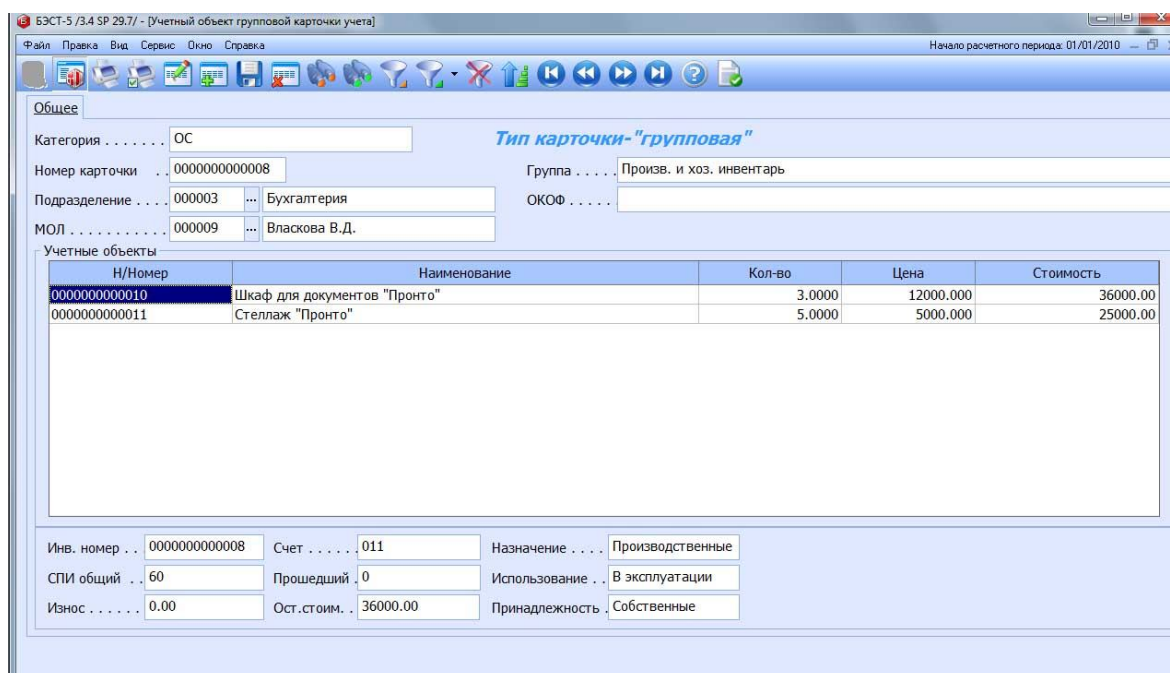 БЭСТ-5 /3.4 SP 29.7/ - [Учетный объект групповой карточки учета]
Файл Правка Вид Сервис Окно Справка Начало расчетного периода: 01/01/2010
Общее
Категория . . . . . . . ОС Тип карточки-"групповая"
Номер карточки . . 0000000000008 Группа . . . . . Произв. и хоз. инвентарь
Подразделение . . . . 000003 ... Бухгалтерия ОКОФ . . . . .
МОЛ . . . . . . . . . . . 000009 ... Власкова В.Д.
Учетные объекты
Н/Номер Наименование Кол-во Цена Стоимость
0000000000010 Шкаф для документов "Пронто" 3.0000 12000.000 36000.00
0000000000011 Стеллаж "Пронто" 5.0000 5000.000 25000.00
Инв. номер . . 0000000000008 Счет . . . . . . 011 Назначение . . . . Производственные
СПИ общий . . 60 Прошедший . 0 Использование . . В эксплуатации
Износ . . . . . . 0.00 Ост.стоим. . 36000.00 Принадлежность . Собственные